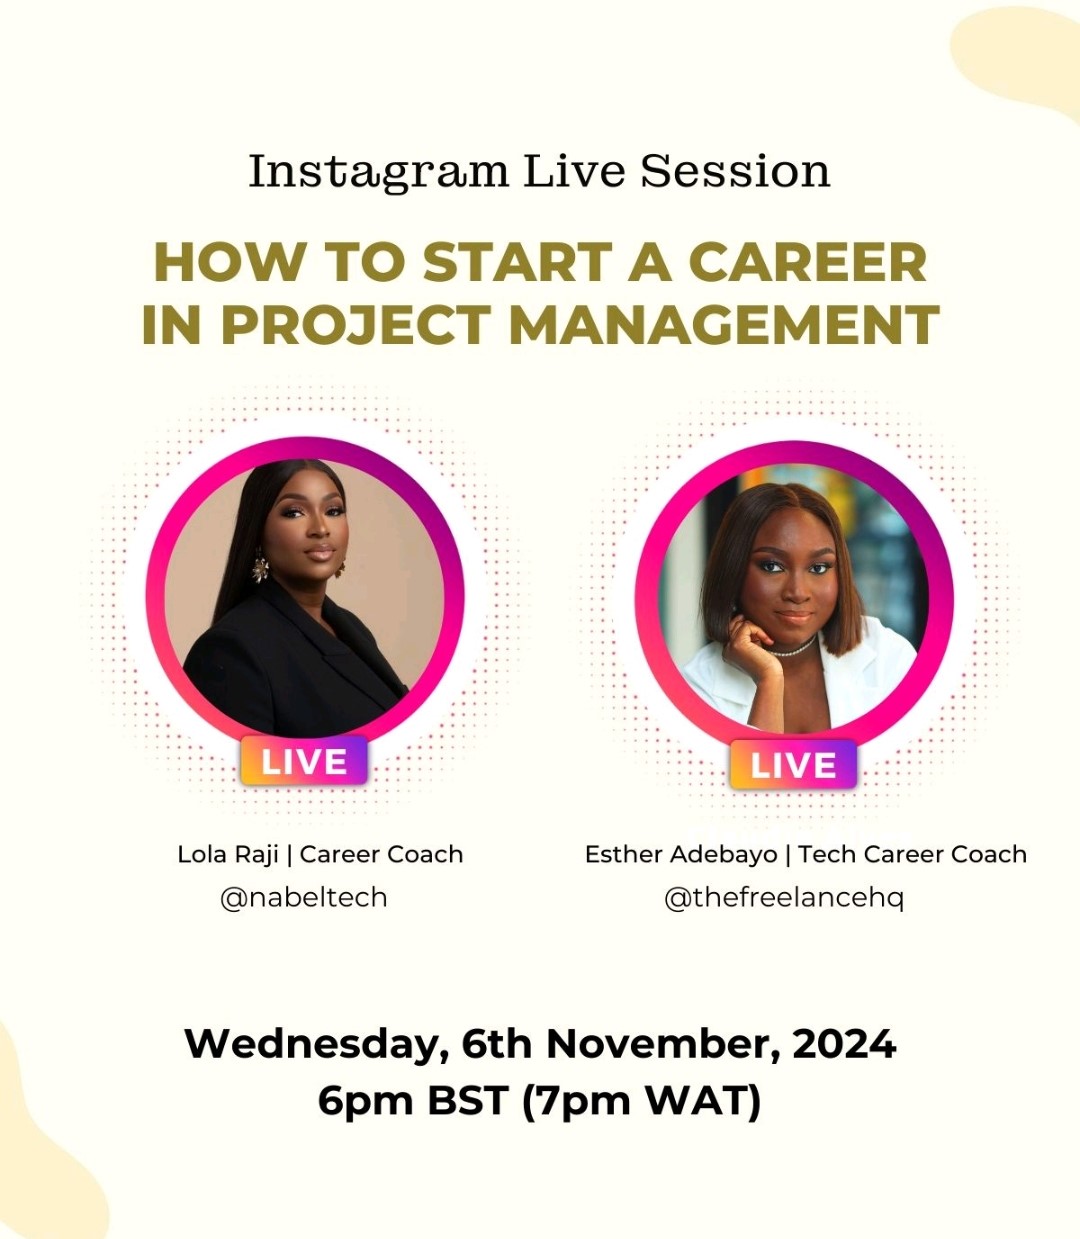 Instagram Live Session
HOW TO START A CAREER
IN PROJECT MANAGEMENT
LIVE
LIVE
Lola Raji | Career Coach
@nabeltech
Esther Adebayo | Tech Career Coach
@thefreelancehq
Wednesday, 6th November, 2024
6pm BST (7pm WAT)